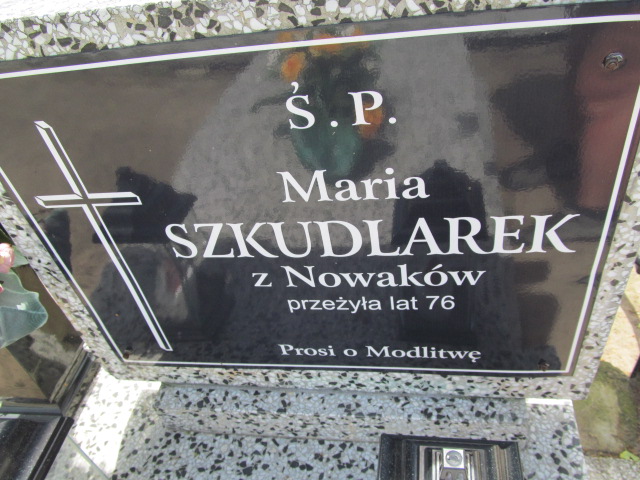 Ś.P.
Maria
SZKUDLAREK
z Nowaków
przeżyła lat 76
Prosi o Modlitwę